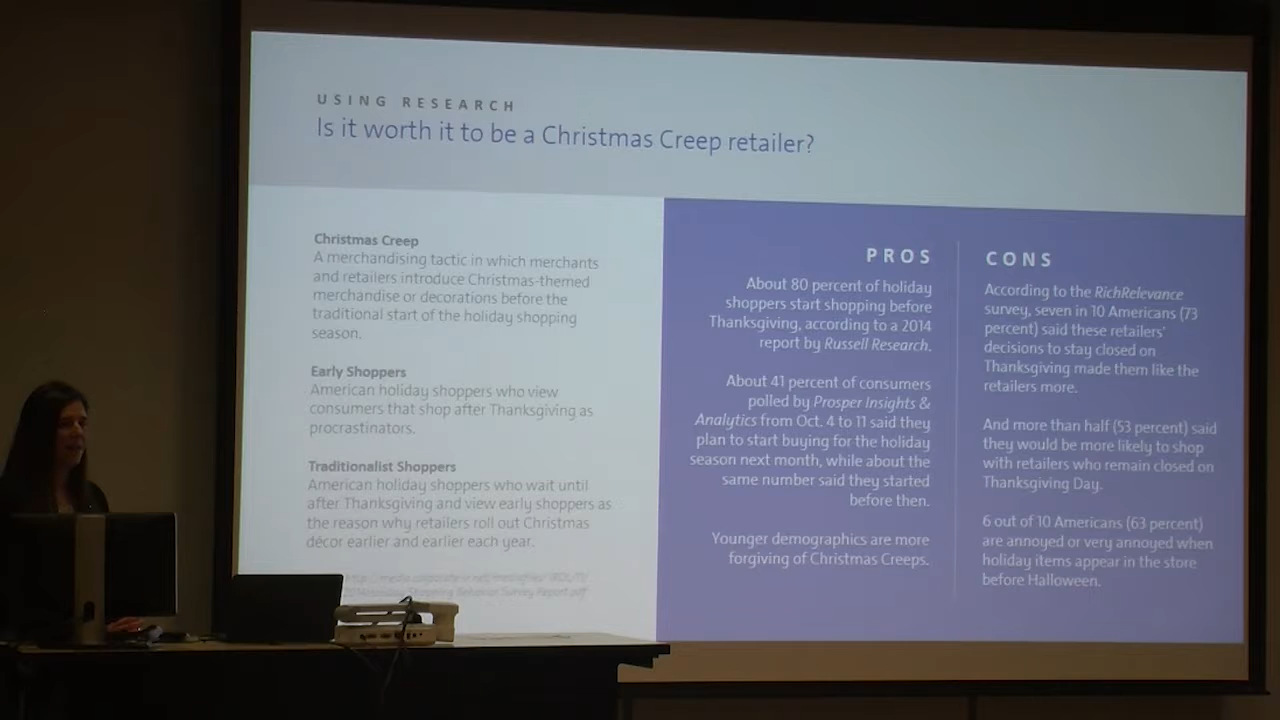 USING RESEARCH
Is it worth it to be a Christmas Creep retailer?
Christmas Creep
A merchandising tactic in which merchants
and retailers introduce Christmas-themed
merchandise or decorations before the
traditional start of the holiday shopping
season.
Early Shoppers
American holiday shoppers who view
consumers that shop after Thanksgiving as
procrastinators.
Traditionalist Shoppers
American holiday shoppers who wait until
after Thanksgiving and view early shoppers as
the reason why retailers roll out Christmas
décor earlier and earlier each year.
Survey Report.pdf
PROS
About 80 percent of holiday
shoppers start shopping before
Thanksgiving, according to a 2014
report by Russell Research.
About 41 percent of consumers
polled by Prosper Insights &
Analytics from Oct. 4 to 11 said they
plan to start buying for the holiday
season next month, while about the
same number said they started
before then.
Younger demographics are more
forgiving of Christmas Creeps.
CONS
According to the RichRelevance
survey, seven in 10 Americans (73
percent) said these retailers'
decisions to stay closed on
Thanksgiving made them like the
retailers more.
And more than half (53 percent) said
they would be more likely to shop
with retailers who remain closed on
Thanksgiving Day.
6 out of 10 Americans (63 percent)
are annoyed or very annoyed when
holiday items appear in the store
before Halloween.